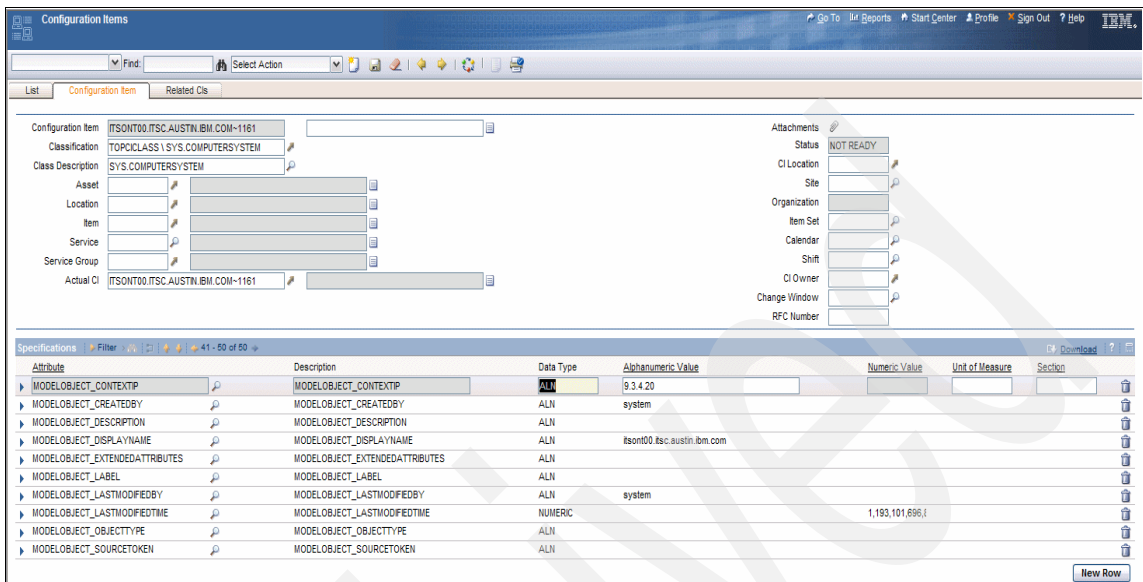 Configuration Items
Go To Reports Start Center Profile Sign Out ? Help IBM.
Find: Select Action
List Configuration Item Related CIs
Configuration Item ITSONT00.ITSC.AUSTIN.IBM.COM~1161
Classification TOPCICLASS \ SYS.COMPUTERSYSTEM
Class Description SYS.COMPUTERSYSTEM
Asset
Location
Item
Service
Service Group
Actual CI ITSONT00.ITSC.AUSTIN.IBM.COM~1161
Attachments
Status NOT READY
CI Location
Site
Organization
Item Set
Calendar
Shift
CI Owner
Change Window
RFC Number
Specifications Filter 41 - 50 of 50 Download ?
Attribute Description Data Type Alphanumeric Value Numeric Value Unit of Measure Section
MODELOBJECT_CONTEXTIP MODELOBJECT_CONTEXTIP ALN 9.3.4.20
MODELOBJECT_CREATEDBY MODELOBJECT_CREATEDBY ALN system
MODELOBJECT_DESCRIPTION MODELOBJECT_DESCRIPTION ALN
MODELOBJECT_DISPLAYNAME MODELOBJECT_DISPLAYNAME ALN itsont00.itsc.austin.ibm.com
MODELOBJECT_EXTENDEDATTRIBUTES MODELOBJECT_EXTENDEDATTRIBUTES ALN
MODELOBJECT_LABEL MODELOBJECT_LABEL ALN
MODELOBJECT_LASTMODIFIEDBY MODELOBJECT_LASTMODIFIEDBY ALN system
MODELOBJECT_LASTMODIFIEDTIME MODELOBJECT_LASTMODIFIEDTIME NUMERIC 1,193,101,696,
MODELOBJECT_OBJECTTYPE MODELOBJECT_OBJECTTYPE ALN
MODELOBJECT_SOURCETOKEN MODELOBJECT_SOURCETOKEN ALN
New Row